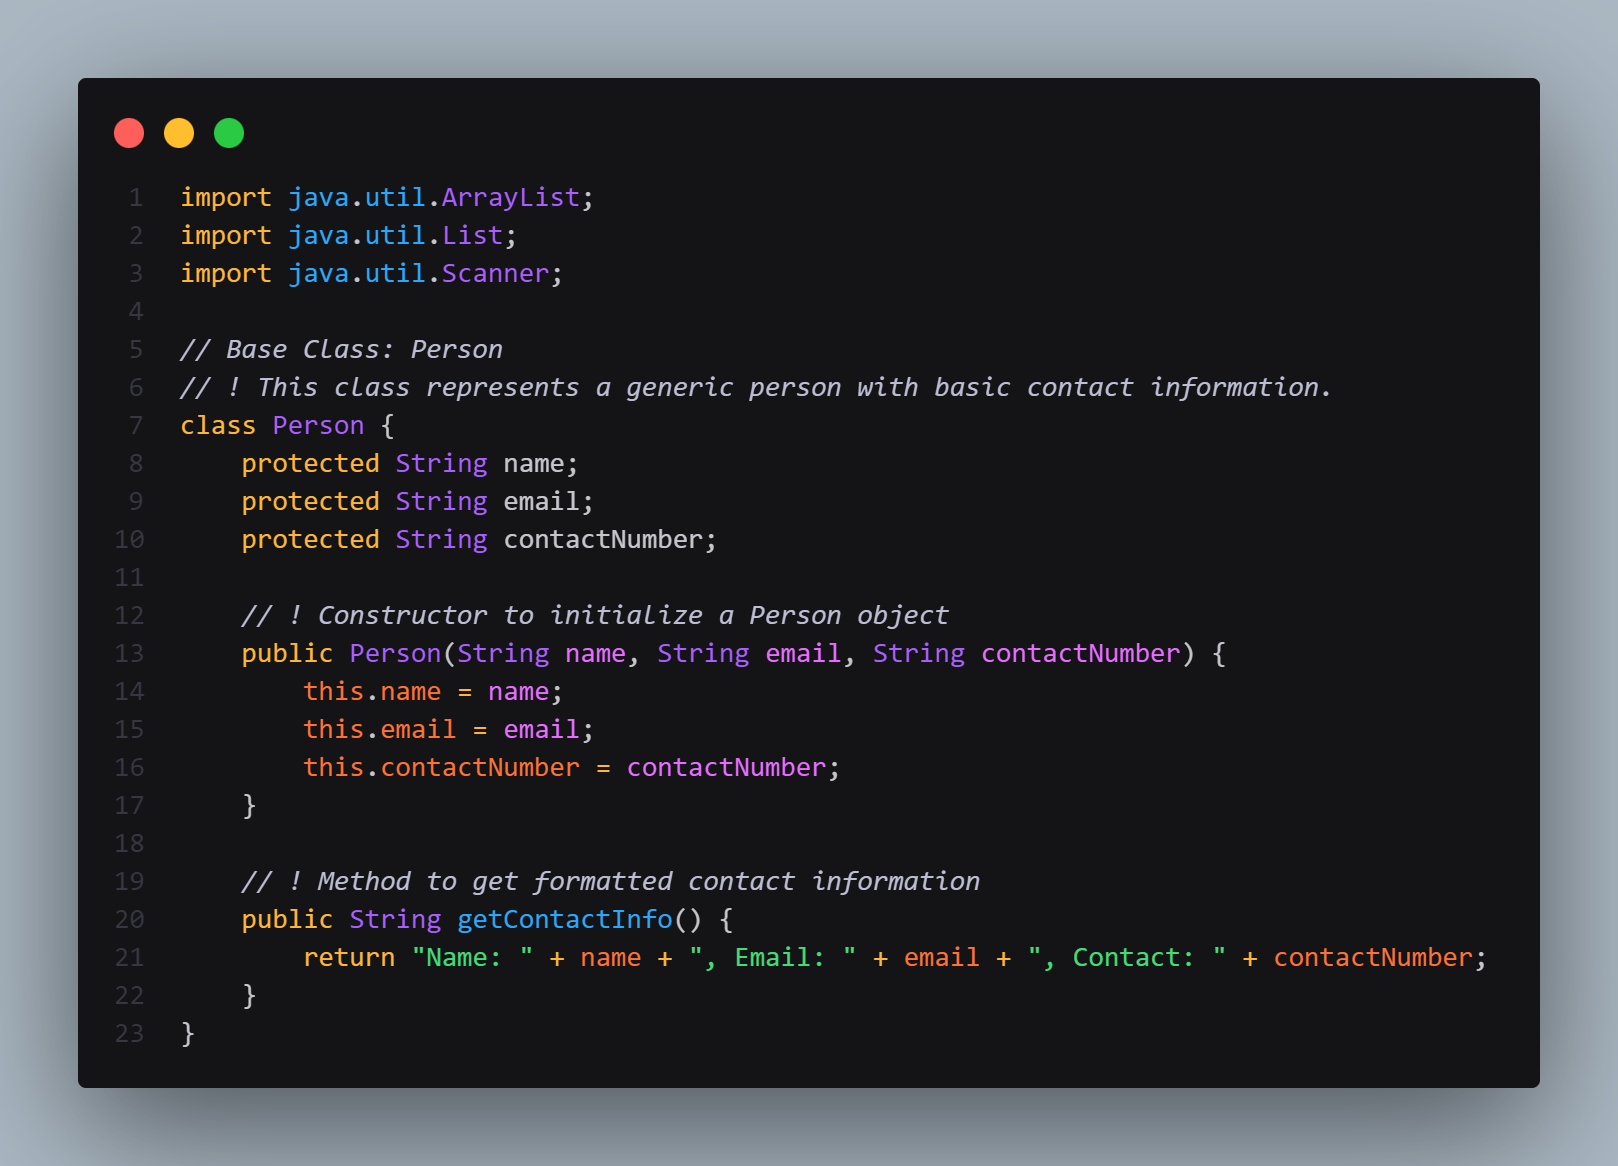 1 import java.util.ArrayList;
2 import java.util.List;
3 import java.util.Scanner;
4
5 // Base Class: Person
6 // ! This class represents a generic person with basic contact information.
7 class Person {
8     protected String name;
9     protected String email;
10     protected String contactNumber;
11
12     // ! Constructor to initialize a Person object
13     public Person(String name, String email, String contactNumber) {
14         this.name = name;
15         this.email = email;
16         this.contactNumber = contactNumber;
17     }
18
19     // ! Method to get formatted contact information
20     public String getContactInfo() {
21         return "Name: " + name + ", Email: " + email + ", Contact: " + contactNumber;
22     }
23 }